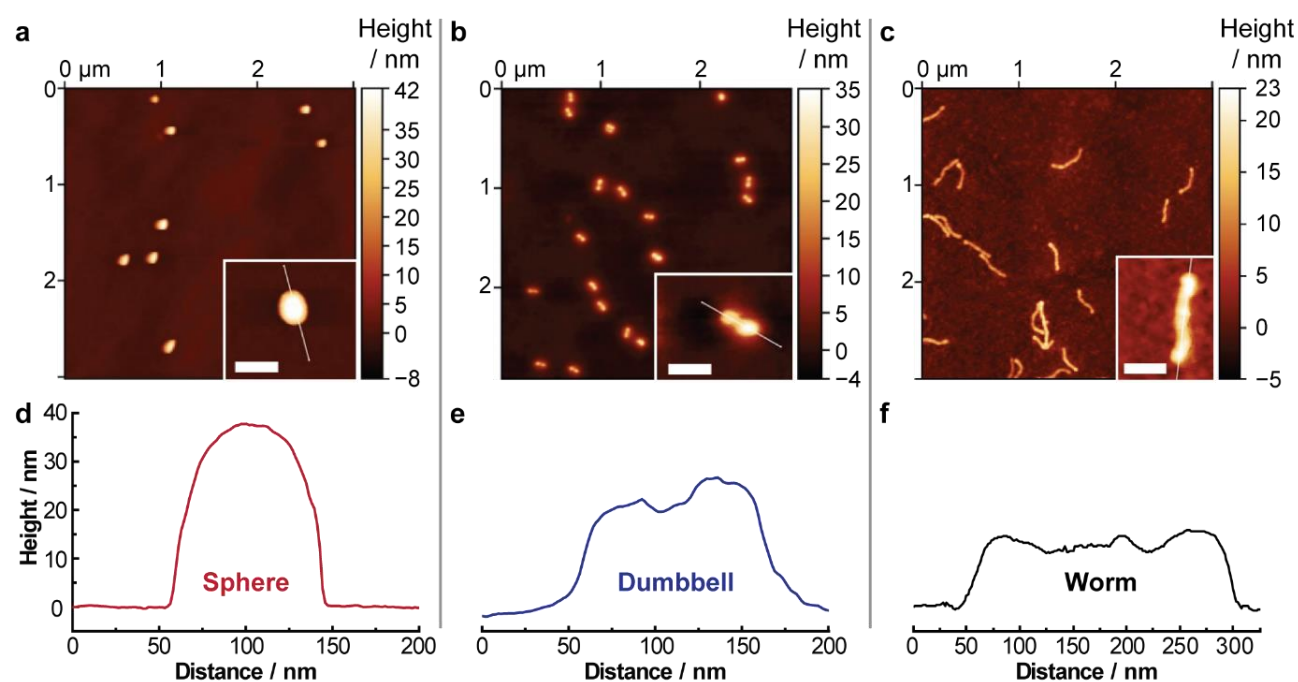 a
Height
/ nm
0 µm 1 2
0
1
2
42
35
30
25
20
15
10
5
0
−8
b
Height
/ nm
0 µm 1 2
0
1
2
35
30
25
20
15
10
5
0
−4
c
Height
/ nm
0 µm 1 2
0
1
2
23
20
15
10
5
0
−5
d
Height / nm
40
30
20
10
0
Sphere
0 50 100 150 200
Distance / nm
e
Dumbbell
0 50 100 150 200
Distance / nm
f
Worm
0 50 100 150 200 250 300
Distance / nm